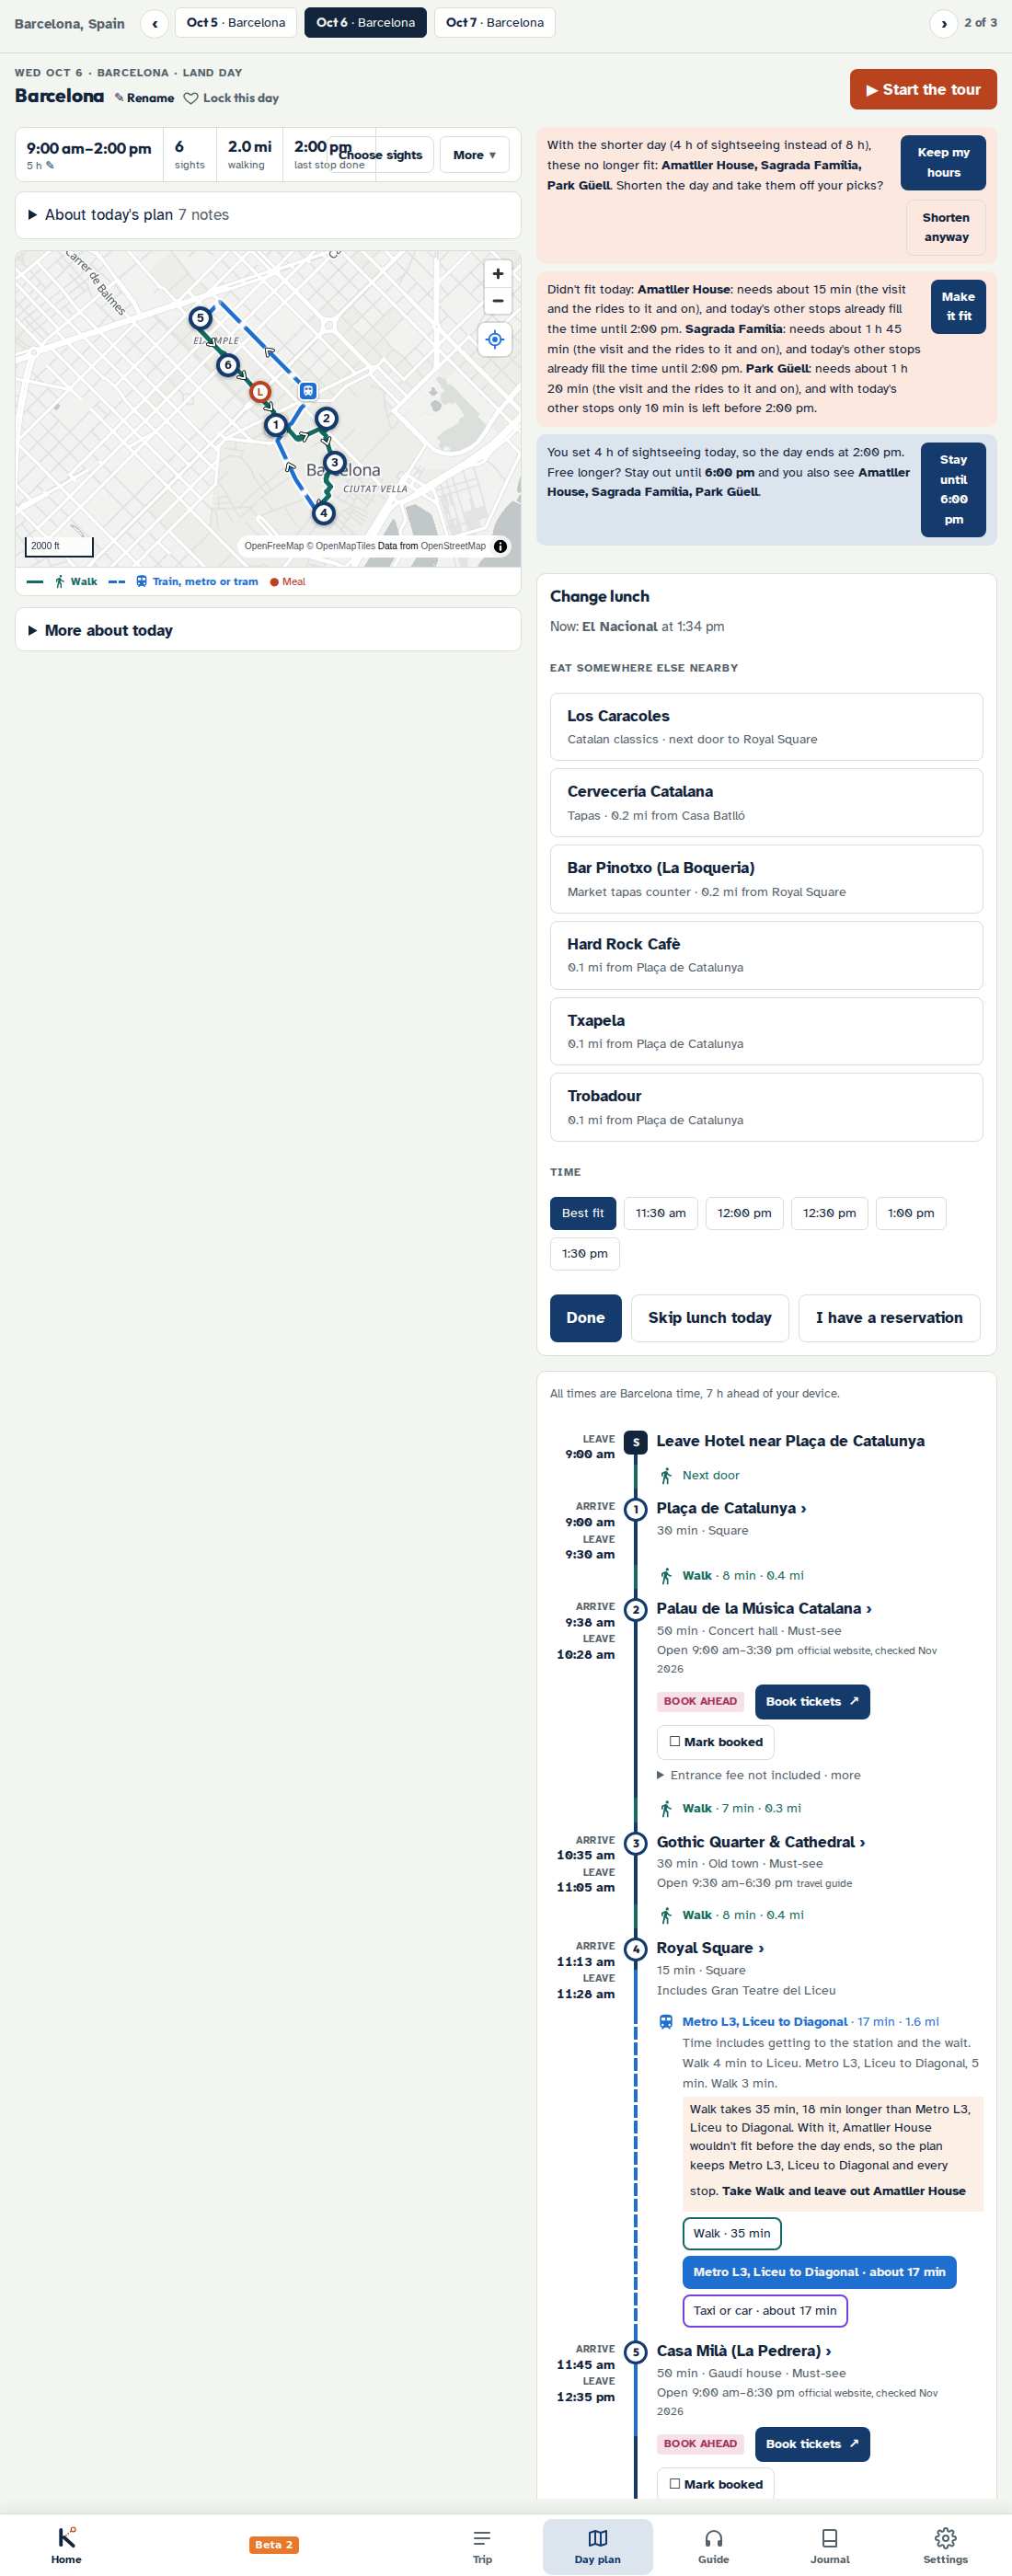 Barcelona, Spain
‹
Oct 5 · Barcelona
Oct 6 · Barcelona
Oct 7 · Barcelona
›
2 of 3
WED OCT 6 · BARCELONA · LAND DAY
Barcelona
✎ Rename
Lock this day
▶ Start the tour
9:00 am–2:00 pm
5 h ✎
6
sights
2.0 mi
walking
2:00 pm
last stop done
Choose sights
More ▾
▶ About today's plan 7 notes
Carrer de Balmes
5
6
L
1
2
3
4
CIUTAT VELLA
+
−
2000 ft
OpenFreeMap © OpenMapTiles Data from OpenStreetMap
Walk
Train, metro or tram
Meal
▶ More about today
With the shorter day (4 h of sightseeing instead of 8 h),
these no longer fit: Amatller House, Sagrada Família,
Park Güell. Shorten the day and take them off your picks?
Keep my
hours
Shorten
anyway
Didn't fit today: Amatller House: needs about 15 min (the visit
and the rides to it and on), and today's other stops already fill
the time until 2:00 pm. Sagrada Família: needs about 1 h 45
min (the visit and the rides to it and on), and today's other stops
already fill the time until 2:00 pm. Park Güell: needs about 1 h
20 min (the visit and the rides to it and on), and with today's
other stops only 10 min is left before 2:00 pm.
Make
it fit
You set 4 h of sightseeing today, so the day ends at 2:00 pm.
Free longer? Stay out until 6:00 pm and you also see Amatller
House, Sagrada Família, Park Güell.
Stay
until
6:00
pm
Change lunch
Now: El Nacional at 1:34 pm
EAT SOMEWHERE ELSE NEARBY
Los Caracoles
Catalan classics · next door to Royal Square
Cervecería Catalana
Tapas · 0.2 mi from Casa Batlló
Bar Pinotxo (La Boqueria)
Market tapas counter · 0.2 mi from Royal Square
Hard Rock Cafè
0.1 mi from Plaça de Catalunya
Txapela
0.1 mi from Plaça de Catalunya
Trobadour
0.1 mi from Plaça de Catalunya
TIME
Best fit
11:30 am
12:00 pm
12:30 pm
1:00 pm
1:30 pm
Done
Skip lunch today
I have a reservation
All times are Barcelona time, 7 h ahead of your device.
LEAVE
9:00 am
S
Leave Hotel near Plaça de Catalunya
Next door
ARRIVE
9:00 am
LEAVE
9:30 am
1
Plaça de Catalunya ›
30 min · Square
Walk · 8 min · 0.4 mi
ARRIVE
9:38 am
LEAVE
10:28 am
2
Palau de la Música Catalana ›
50 min · Concert hall · Must-see
Open 9:00 am–3:30 pm official website, checked Nov
2026
BOOK AHEAD
Book tickets ↗
☐ Mark booked
▶ Entrance fee not included · more
Walk · 7 min · 0.3 mi
ARRIVE
10:35 am
LEAVE
11:05 am
3
Gothic Quarter & Cathedral ›
30 min · Old town · Must-see
Open 9:30 am–6:30 pm travel guide
Walk · 8 min · 0.4 mi
ARRIVE
11:13 am
LEAVE
11:28 am
4
Royal Square ›
15 min · Square
Includes Gran Teatre del Liceu
Metro L3, Liceu to Diagonal · 17 min · 1.6 mi
Time includes getting to the station and the wait.
Walk 4 min to Liceu. Metro L3, Liceu to Diagonal, 5
min. Walk 3 min.
Walk takes 35 min, 18 min longer than Metro L3,
Liceu to Diagonal. With it, Amatller House
wouldn't fit before the day ends, so the plan
keeps Metro L3, Liceu to Diagonal and every
stop. Take Walk and leave out Amatller House
Walk · 35 min
Metro L3, Liceu to Diagonal · about 17 min
Taxi or car · about 17 min
ARRIVE
11:45 am
LEAVE
12:35 pm
5
Casa Milà (La Pedrera) ›
50 min · Gaudí house · Must-see
Open 9:00 am–8:30 pm official website, checked Nov
2026
BOOK AHEAD
Book tickets ↗
☐ Mark booked
Home
Beta 2
Trip
Day plan
Guide
Journal
Settings